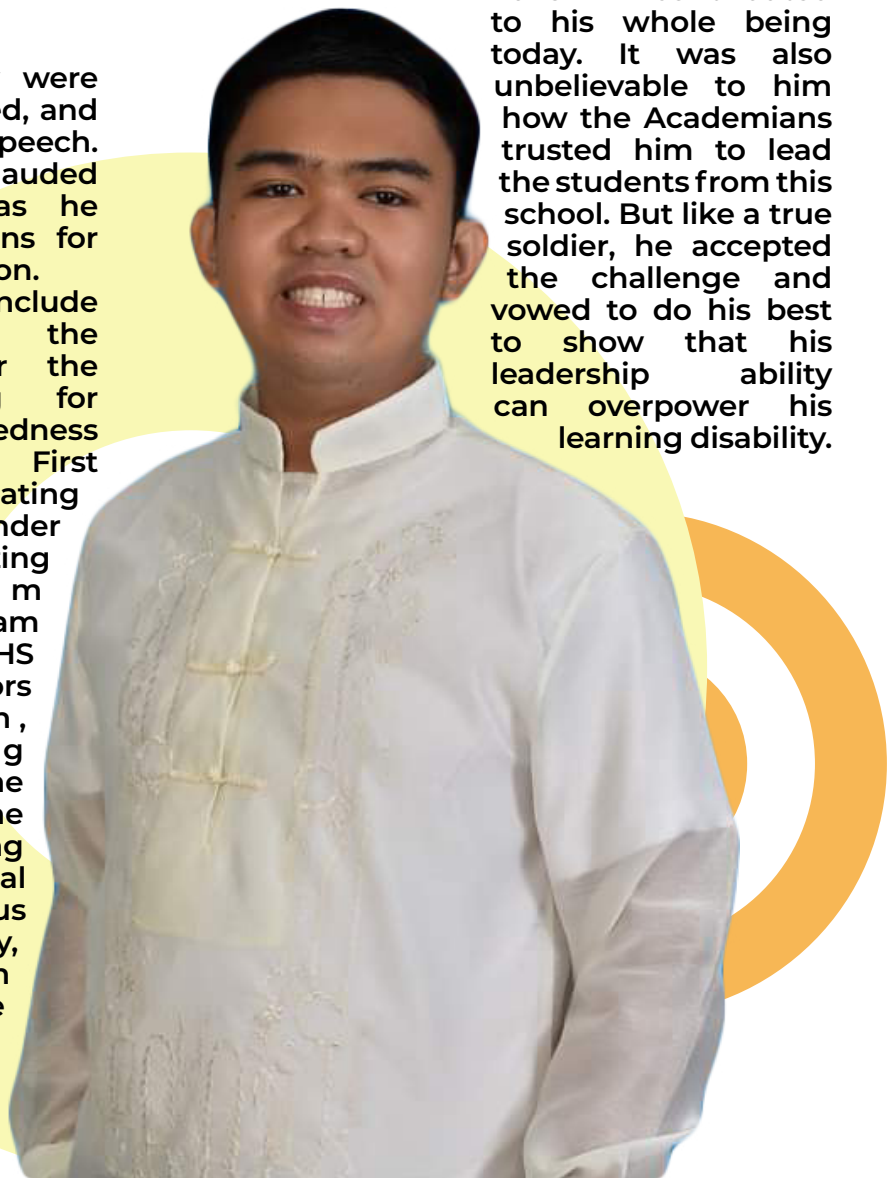 were
ed, and
peech.
auded
as he
ns for
on.
nclude
the
r the
g for
edness
First
ating
nder
ting
m
am
HS
ors
n ,
g
he
he
ng
al
us
y,
n
e
to his whole being
today. It was also
unbelievable to him
how the Academians
trusted him to lead
the students from this
school. But like a true
soldier, he accepted
the challenge and
vowed to do his best
to show that his
leadership ability
can overpower his
learning disability.